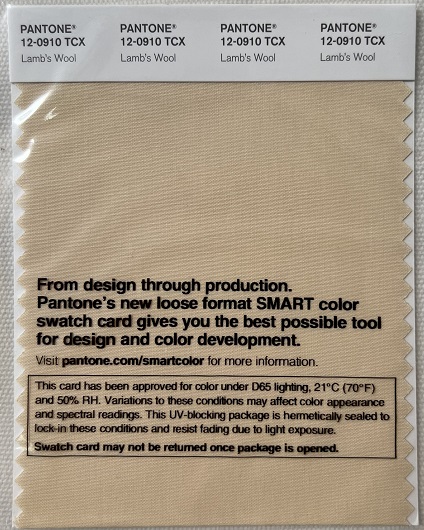 PANTONE® PANTONE® PANTONE® PANTONE®
12-0910 TCX 12-0910 TCX 12-0910 TCX 12-0910 TCX
Lamb's Wool Lamb's Wool Lamb's Wool Lamb's Wool
From design through production.
Pantone's new loose format SMART color
swatch card gives you the best possible tool
for design and color development.
Visit pantone.com/smartcolor for more information.
This card has been approved for color under D65 lighting, 21°C (70°F)
and 50% RH. Variations to these conditions may affect color appearance
and spectral readings. This UV-blocking package is hermetically sealed to
lock-in these conditions and resist fading due to light exposure.
Swatch card may not be returned once package is opened.